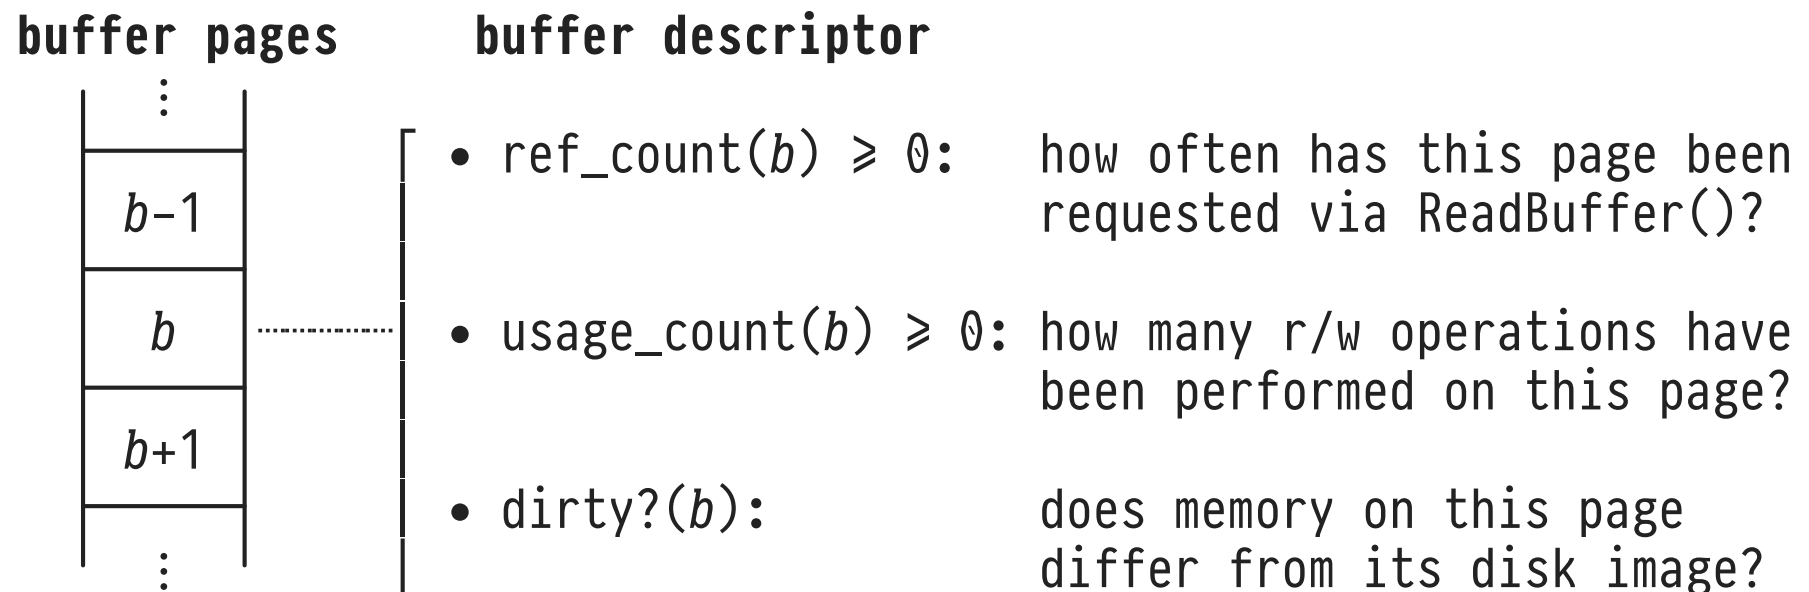 buffer pages buffer descriptor
⋮
b−1
b
b+1
⋮
• ref_count(b) ⩾ 0: how often has this page been
requested via ReadBuffer()?
• usage_count(b) ⩾ 0: how many r/w operations have
been performed on this page?
• dirty?(b): does memory on this page
differ from its disk image?